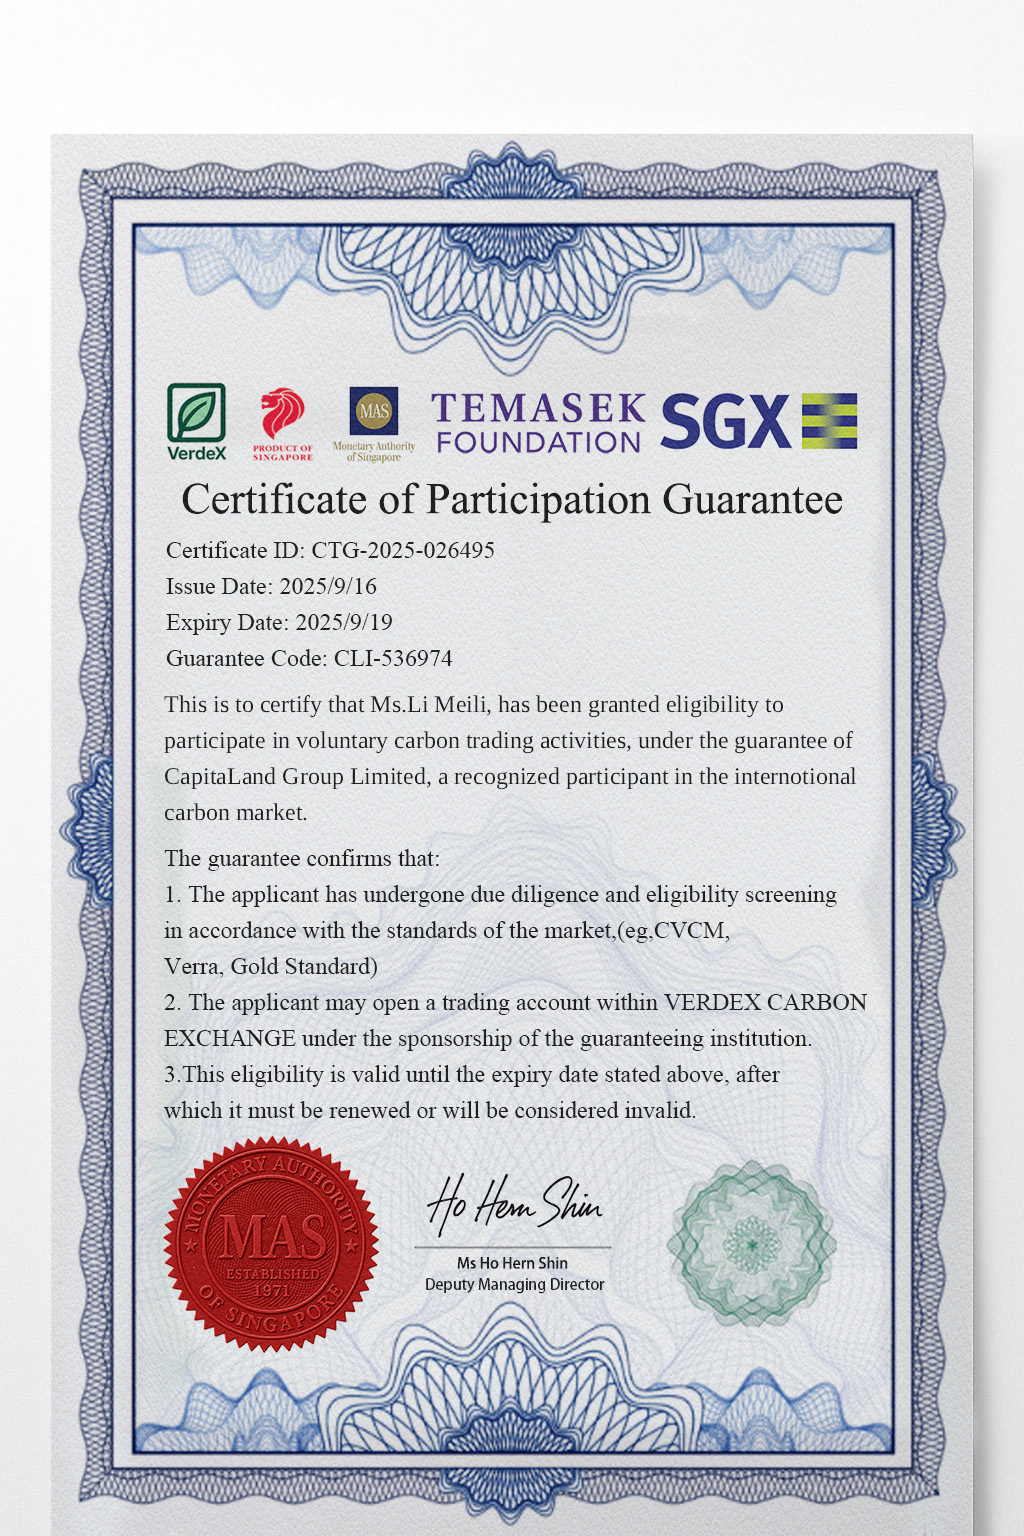 VerdeX
PRODUCT OF
SINGAPORE
MAS
Monetary Authority
of Singapore
TEMASEK
FOUNDATION
SGX
Certificate of Participation Guarantee
Certificate ID: CTG-2025-026495
Issue Date: 2025/9/16
Expiry Date: 2025/9/19
Guarantee Code: CLI-536974
This is to certify that Ms.Li Meili, has been granted eligibility to
participate in voluntary carbon trading activities, under the guarantee of
CapitaLand Group Limited, a recognized participant in the internotional
carbon market.
The guarantee confirms that:
1. The applicant has undergone due diligence and eligibility screening
in accordance with the standards of the market,(eg,CVCM,
Verra, Gold Standard)
2. The applicant may open a trading account within VERDEX CARBON
EXCHANGE under the sponsorship of the guaranteeing institution.
3.This eligibility is valid until the expiry date stated above, after
which it must be renewed or will be considered invalid.
MONETARY AUTHORITY
MAS
ESTABLISHED
1971
OF SINGAPORE
Ho Hern Shin
Ms Ho Hern Shin
Deputy Managing Director